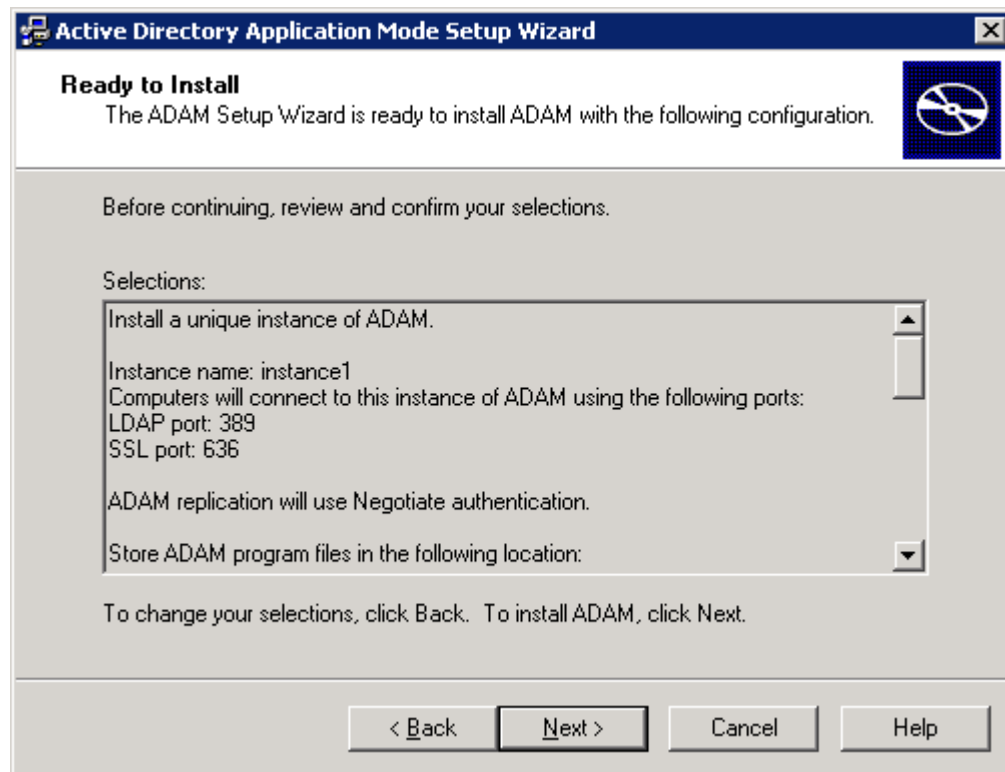 Active Directory Application Mode Setup Wizard
Ready to Install
The ADAM Setup Wizard is ready to install ADAM with the following configuration.
Before continuing, review and confirm your selections.
Selections:
Install a unique instance of ADAM.
Instance name: instance1
Computers will connect to this instance of ADAM using the following ports:
LDAP port: 389
SSL port: 636
ADAM replication will use Negotiate authentication.
Store ADAM program files in the following location:
To change your selections, click Back.  To install ADAM, click Next.
< Back   Next >   Cancel   Help